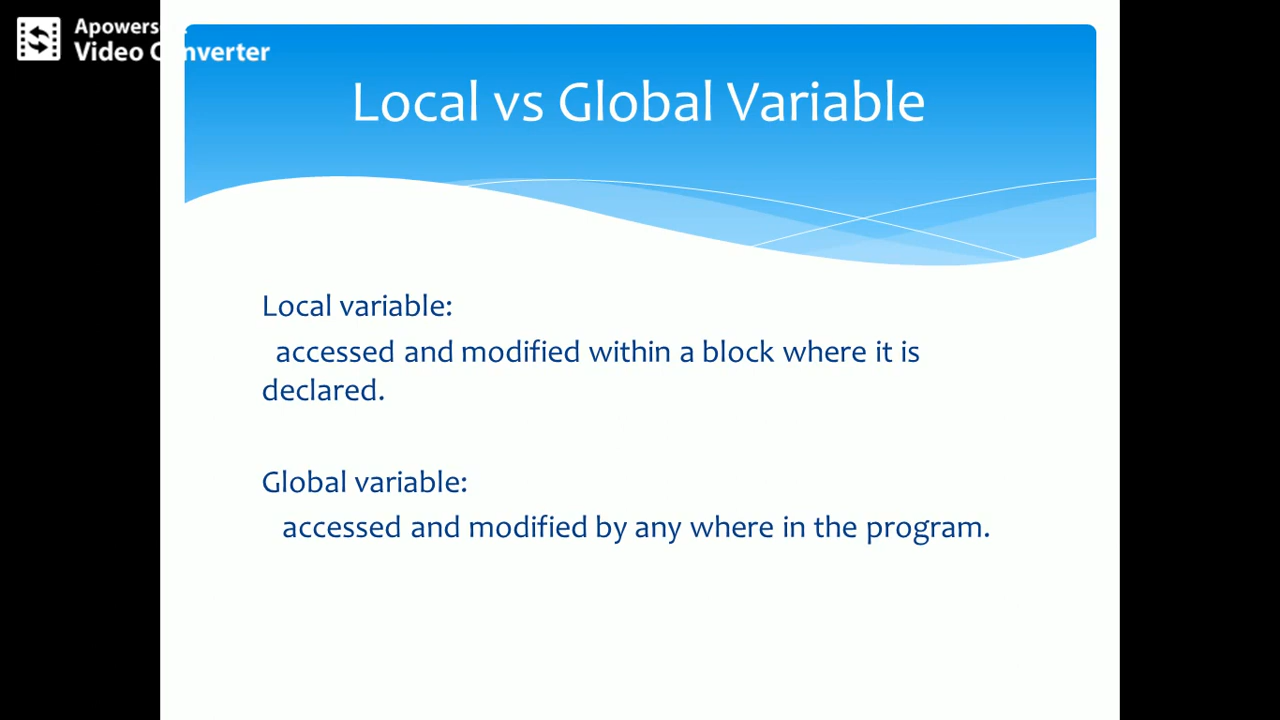 Apowers
Video Converter
Local vs Global Variable
Local variable:
accessed and modified within a block where it is
declared.
Global variable:
accessed and modified by any where in the program.